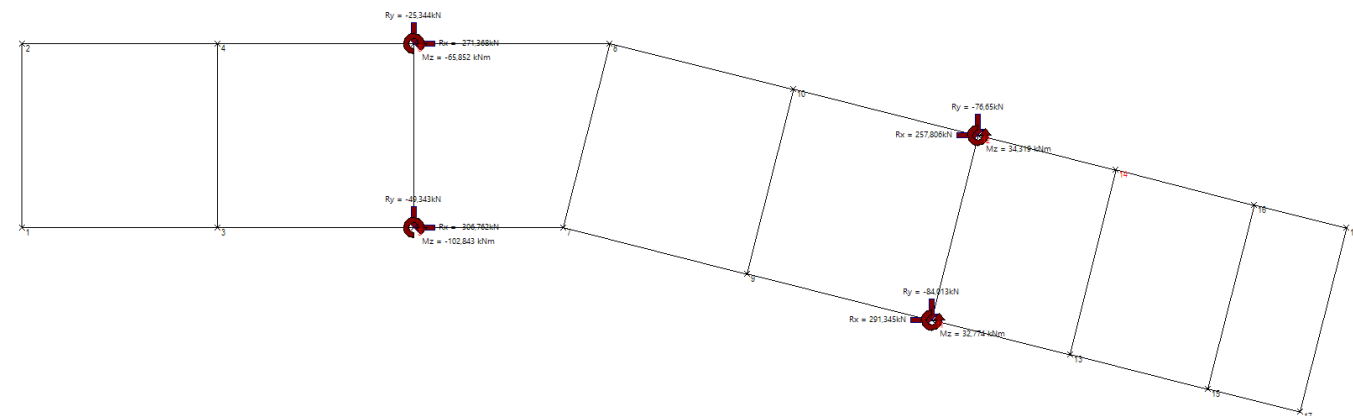 Ry = -25,344kN
2
4
Rx = -271,368kN
8
Mz = -65,852 kNm
10
Ry = -76,65kN
Rx = 257,806kN
Mz = 34,319 kNm
14
Ry = -49,343kN
16
1
3
Rx = -306,762kN
7
Mz = -102,843 kNm
9
Ry = -84,013kN
Rx = 291,345kN
Mz = 32,774 kNm
13
15
17